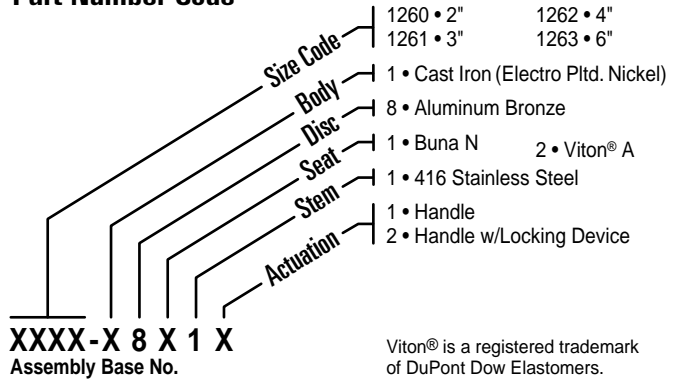 Part Number Code
1260 • 2" 1262 • 4"
1261 • 3" 1263 • 6"
Size Code
Body
1 • Cast Iron (Electro Pltd. Nickel)
Disc
8 • Aluminum Bronze
Seat
1 • Buna N 2 • Viton® A
Stem
1 • 416 Stainless Steel
Actuation
1 • Handle
2 • Handle w/Locking Device
XXXX-X 8 X 1 X
Assembly Base No.
Viton® is a registered trademark
of DuPont Dow Elastomers.